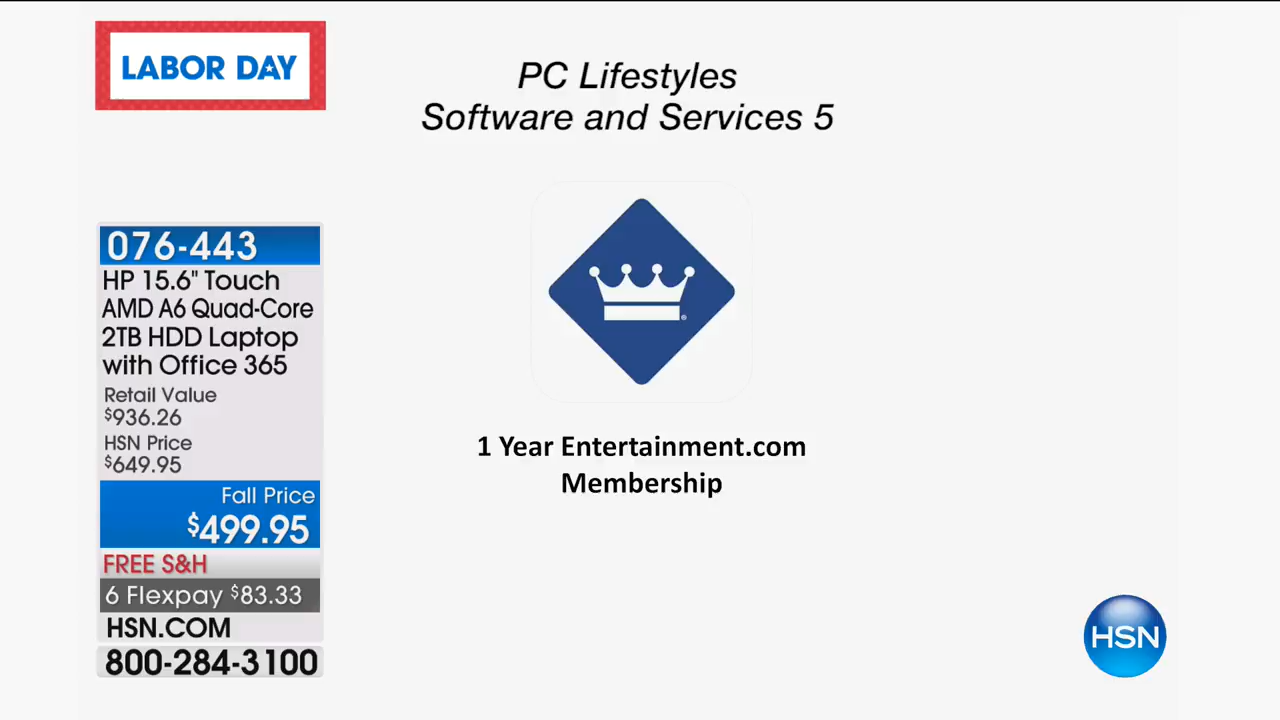 LABOR DAY
PC Lifestyles
Software and Services 5
076-443
HP 15.6" Touch
AMD A6 Quad-Core
2TB HDD Laptop
with Office 365
Retail Value
$936.26
HSN Price
$649.95
Fall Price
$499.95
FREE S&H
6 Flexpay $83.33
HSN.COM
800-284-3100
®
1 Year Entertainment.com
Membership
HSN